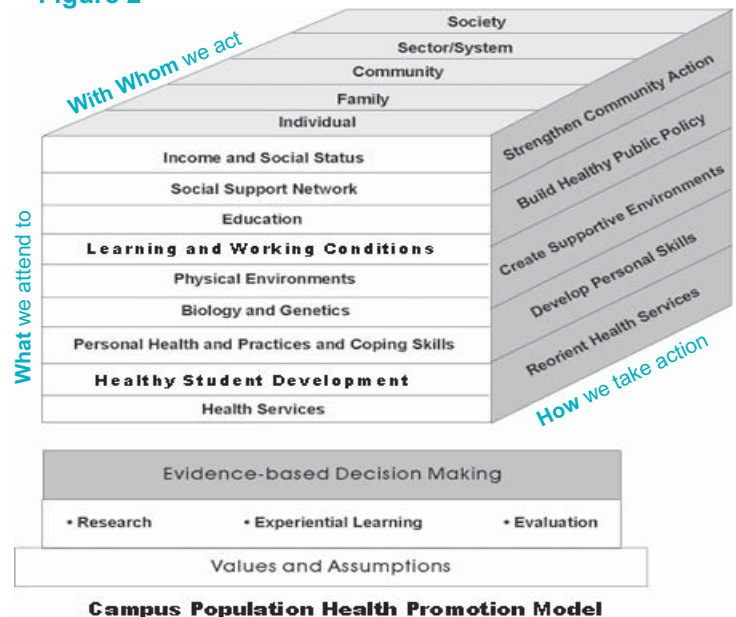 Figure 2
With Whom we act
Society
Sector/System
Community
Family
Individual
What we attend to
Income and Social Status
Social Support Network
Education
Learning and Working Conditions
Physical Environments
Biology and Genetics
Personal Health and Practices and Coping Skills
Healthy Student Development
Health Services
Strengthen Community Action
Build Healthy Public Policy
Create Supportive Environments
Develop Personal Skills
Reorient Health Services
How we take action
Evidence-based Decision Making
• Research • Experiential Learning • Evaluation
Values and Assumptions
Campus Population Health Promotion Model